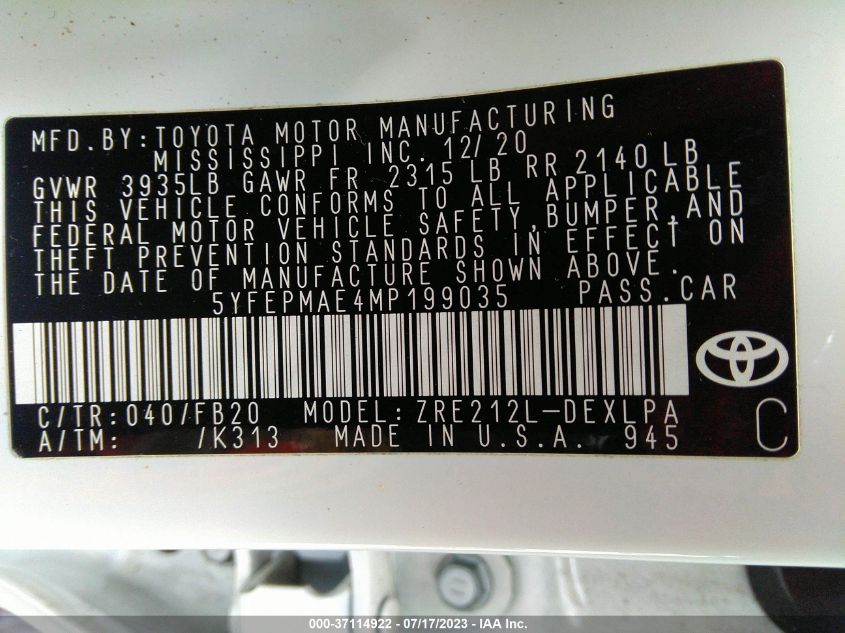 MFD.BY:TOYOTA MOTOR MANUFACTURING
MISSISSIPPI INC. 12/20
GVWR 3935LB GAWR FR 2315 LB RR 2140 LB
THIS VEHICLE CONFORMS TO ALL APPLICABLE
FEDERAL MOTOR VEHICLE SAFETY,BUMPER,AND
THEFT PREVENTION STANDARDS IN EFFECT ON
THE DATE OF MANUFACTURE SHOWN ABOVE.
5YFEPMAE4MP199035 PASS.CAR
C/TR:040/FB20 MODEL: ZRE212L-DEXLPA
A/TM: /K313 MADE IN U.S.A. 945
C
000-37114922 - 07/17/2023 - IAA Inc.